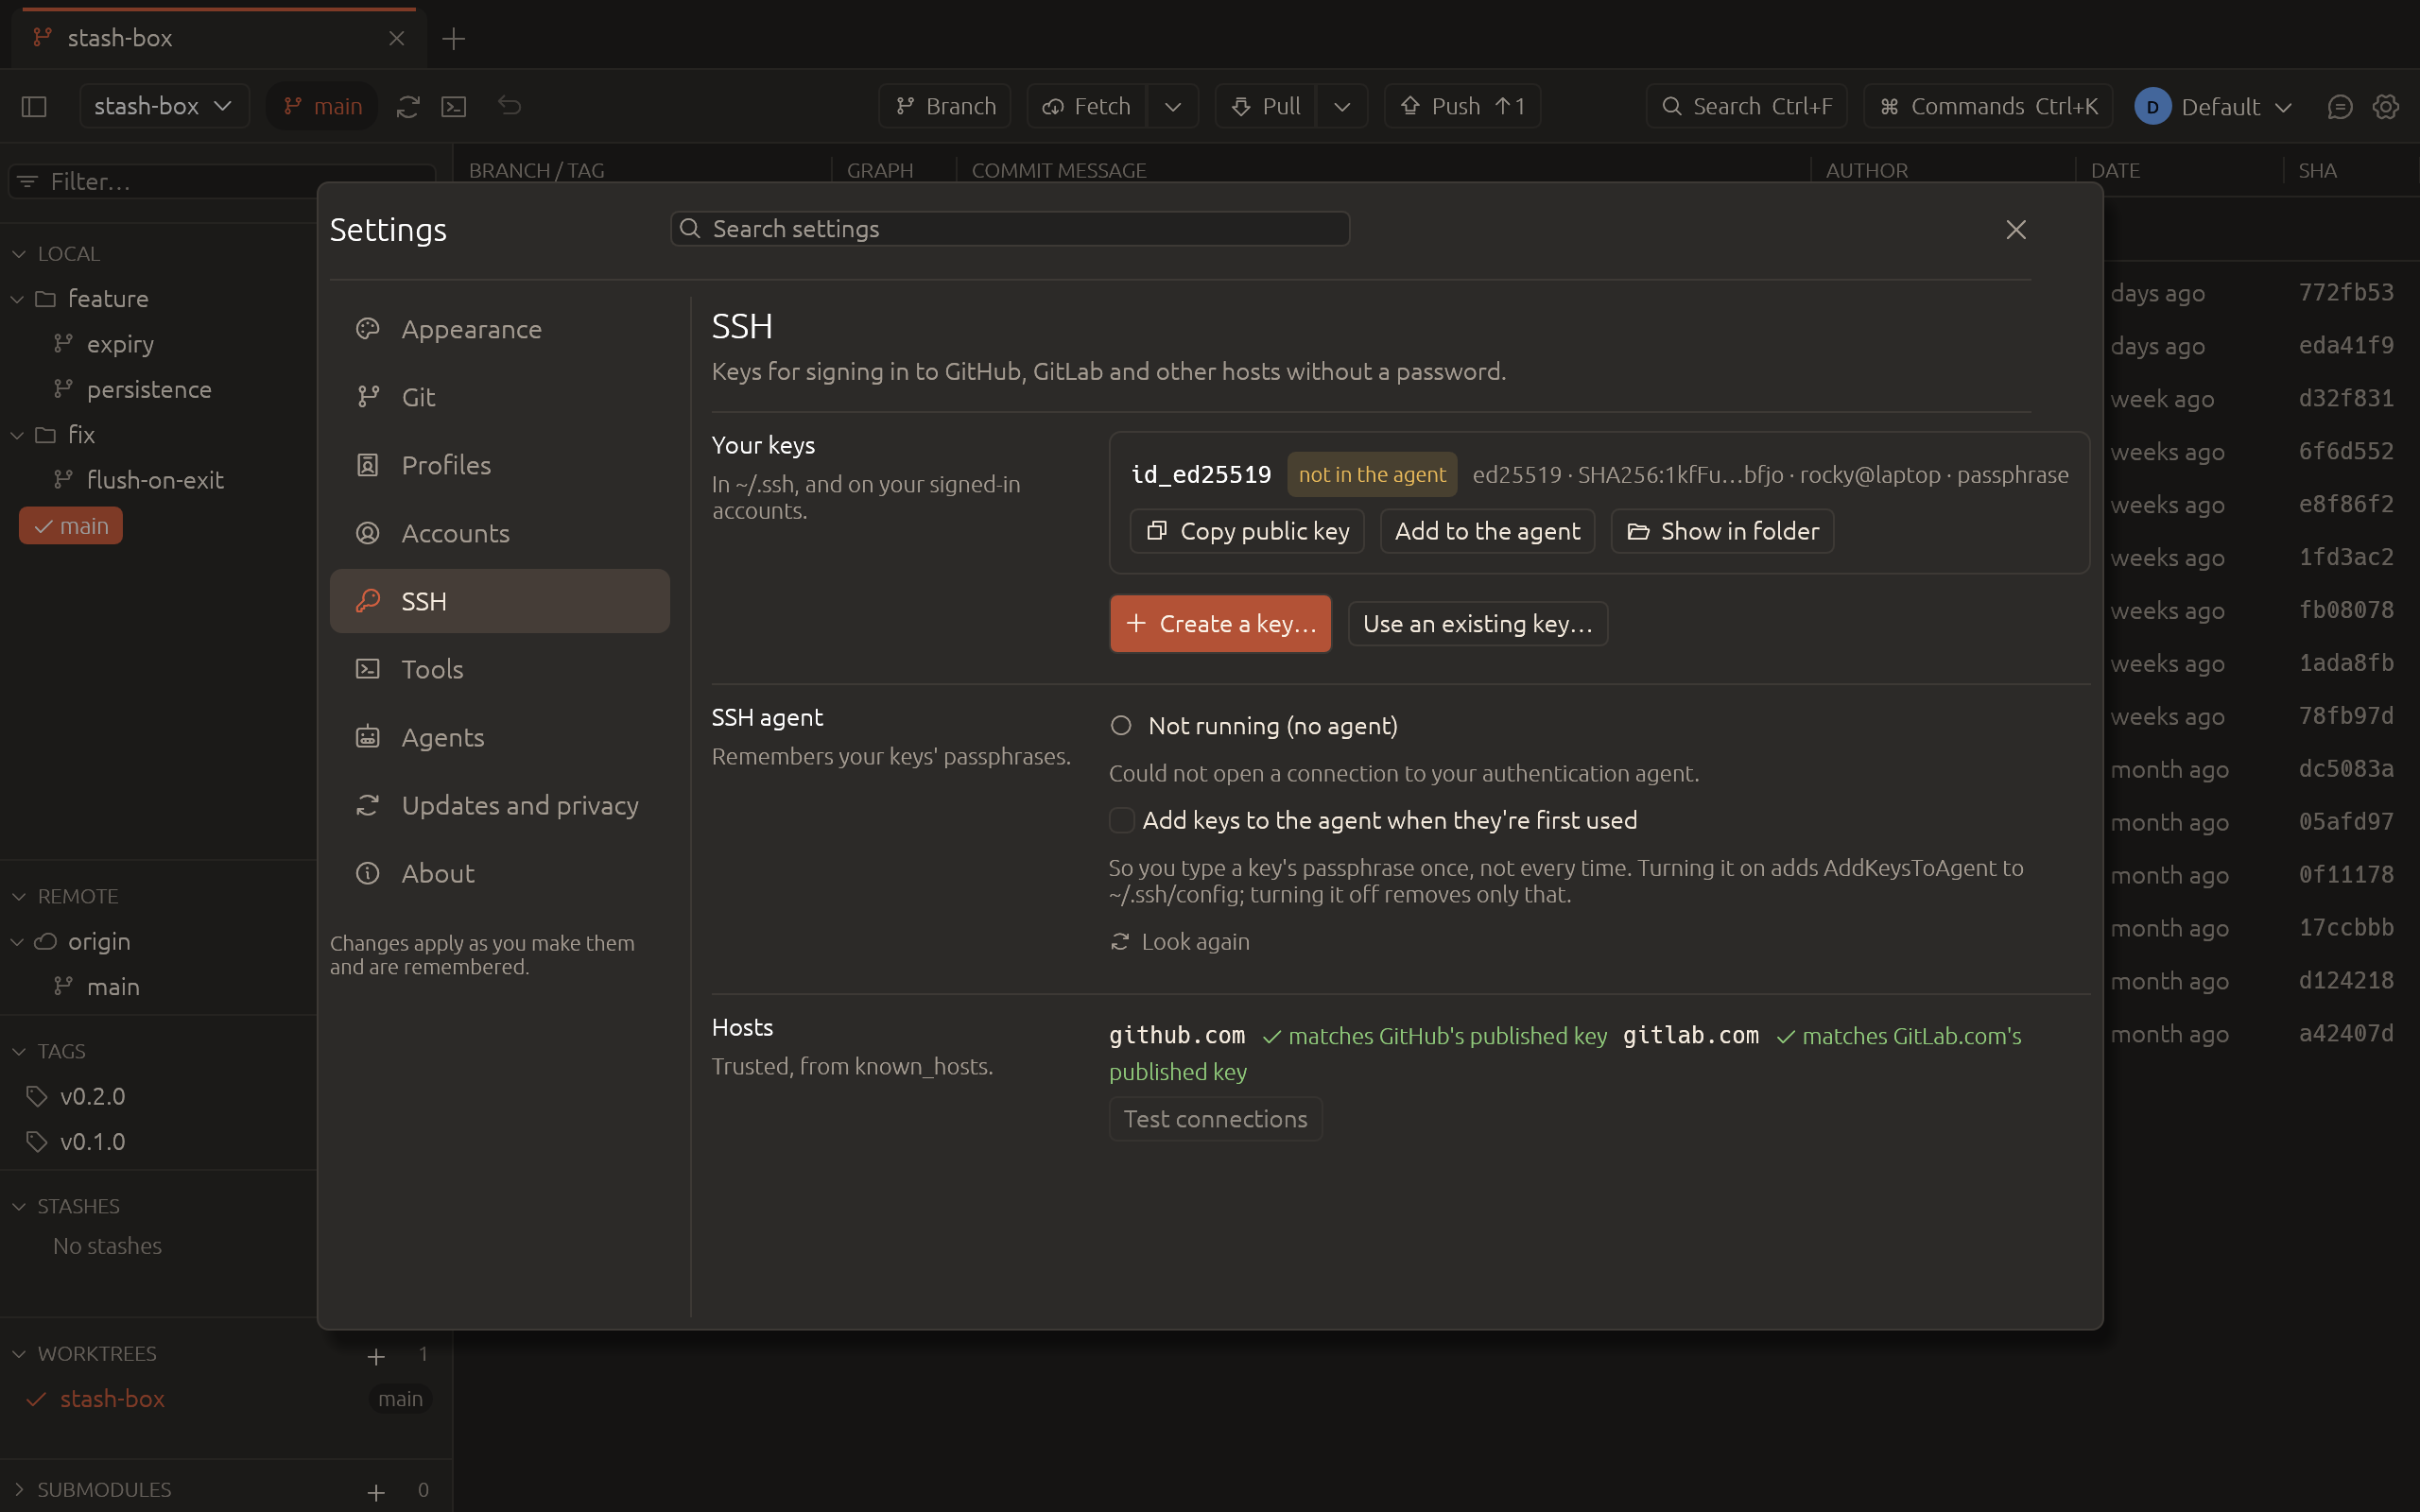 stash-box
stash-box
main
Branch
Fetch
Pull
Push ↑1
Search Ctrl+F
⌘ Commands Ctrl+K
D Default
Filter…
BRANCH / TAG
GRAPH
COMMIT MESSAGE
AUTHOR
DATE
SHA
LOCAL
feature
expiry
persistence
fix
flush-on-exit
main
REMOTE
origin
main
TAGS
v0.2.0
v0.1.0
STASHES
No stashes
WORKTREES 1
stash-box main
SUBMODULES 0
Settings
Search settings
Appearance
Git
Profiles
Accounts
SSH
Tools
Agents
Updates and privacy
About
Changes apply as you make them
and are remembered.
SSH
Keys for signing in to GitHub, GitLab and other hosts without a password.
Your keys
In ~/.ssh, and on your signed-in
accounts.
id_ed25519 not in the agent ed25519 · SHA256:1kfFu…bfjo · rocky@laptop · passphrase
Copy public key
Add to the agent
Show in folder
Create a key…
Use an existing key…
SSH agent
Remembers your keys' passphrases.
Not running (no agent)
Could not open a connection to your authentication agent.
Add keys to the agent when they're first used
So you type a key's passphrase once, not every time. Turning it on adds AddKeysToAgent to
~/.ssh/config; turning it off removes only that.
Look again
Hosts
Trusted, from known_hosts.
github.com ✓ matches GitHub's published key gitlab.com ✓ matches GitLab.com's
published key
Test connections
days ago 772fb53
days ago eda41f9
week ago d32f831
weeks ago 6f6d552
weeks ago e8f86f2
weeks ago 1fd3ac2
weeks ago fb08078
weeks ago 1ada8fb
weeks ago 78fb97d
month ago dc5083a
month ago 05afd97
month ago 0f11178
month ago 17ccbbb
month ago d124218
month ago a42407d